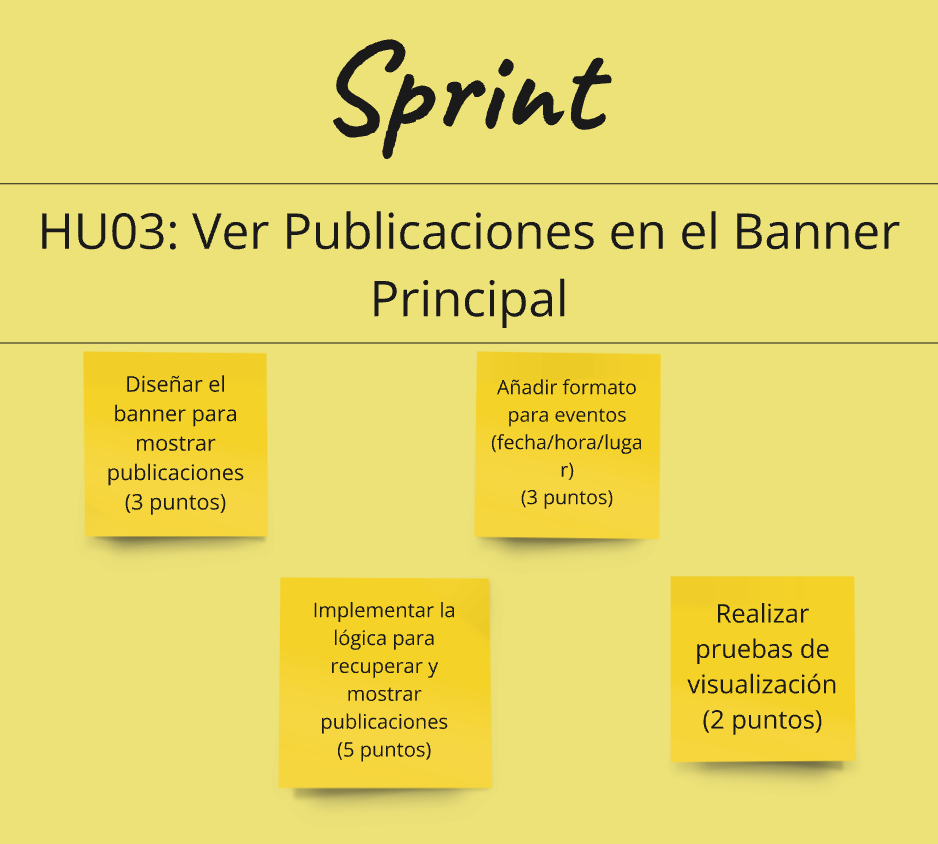 Sprint
HU03: Ver Publicaciones en el Banner
Principal
Diseñar el
banner para
mostrar
publicaciones
(3 puntos)
Añadir formato
para eventos
(fecha/hora/luga
r)
(3 puntos)
Implementar la
lógica para
recuperar y
mostrar
publicaciones
(5 puntos)
Realizar
pruebas de
visualización
(2 puntos)